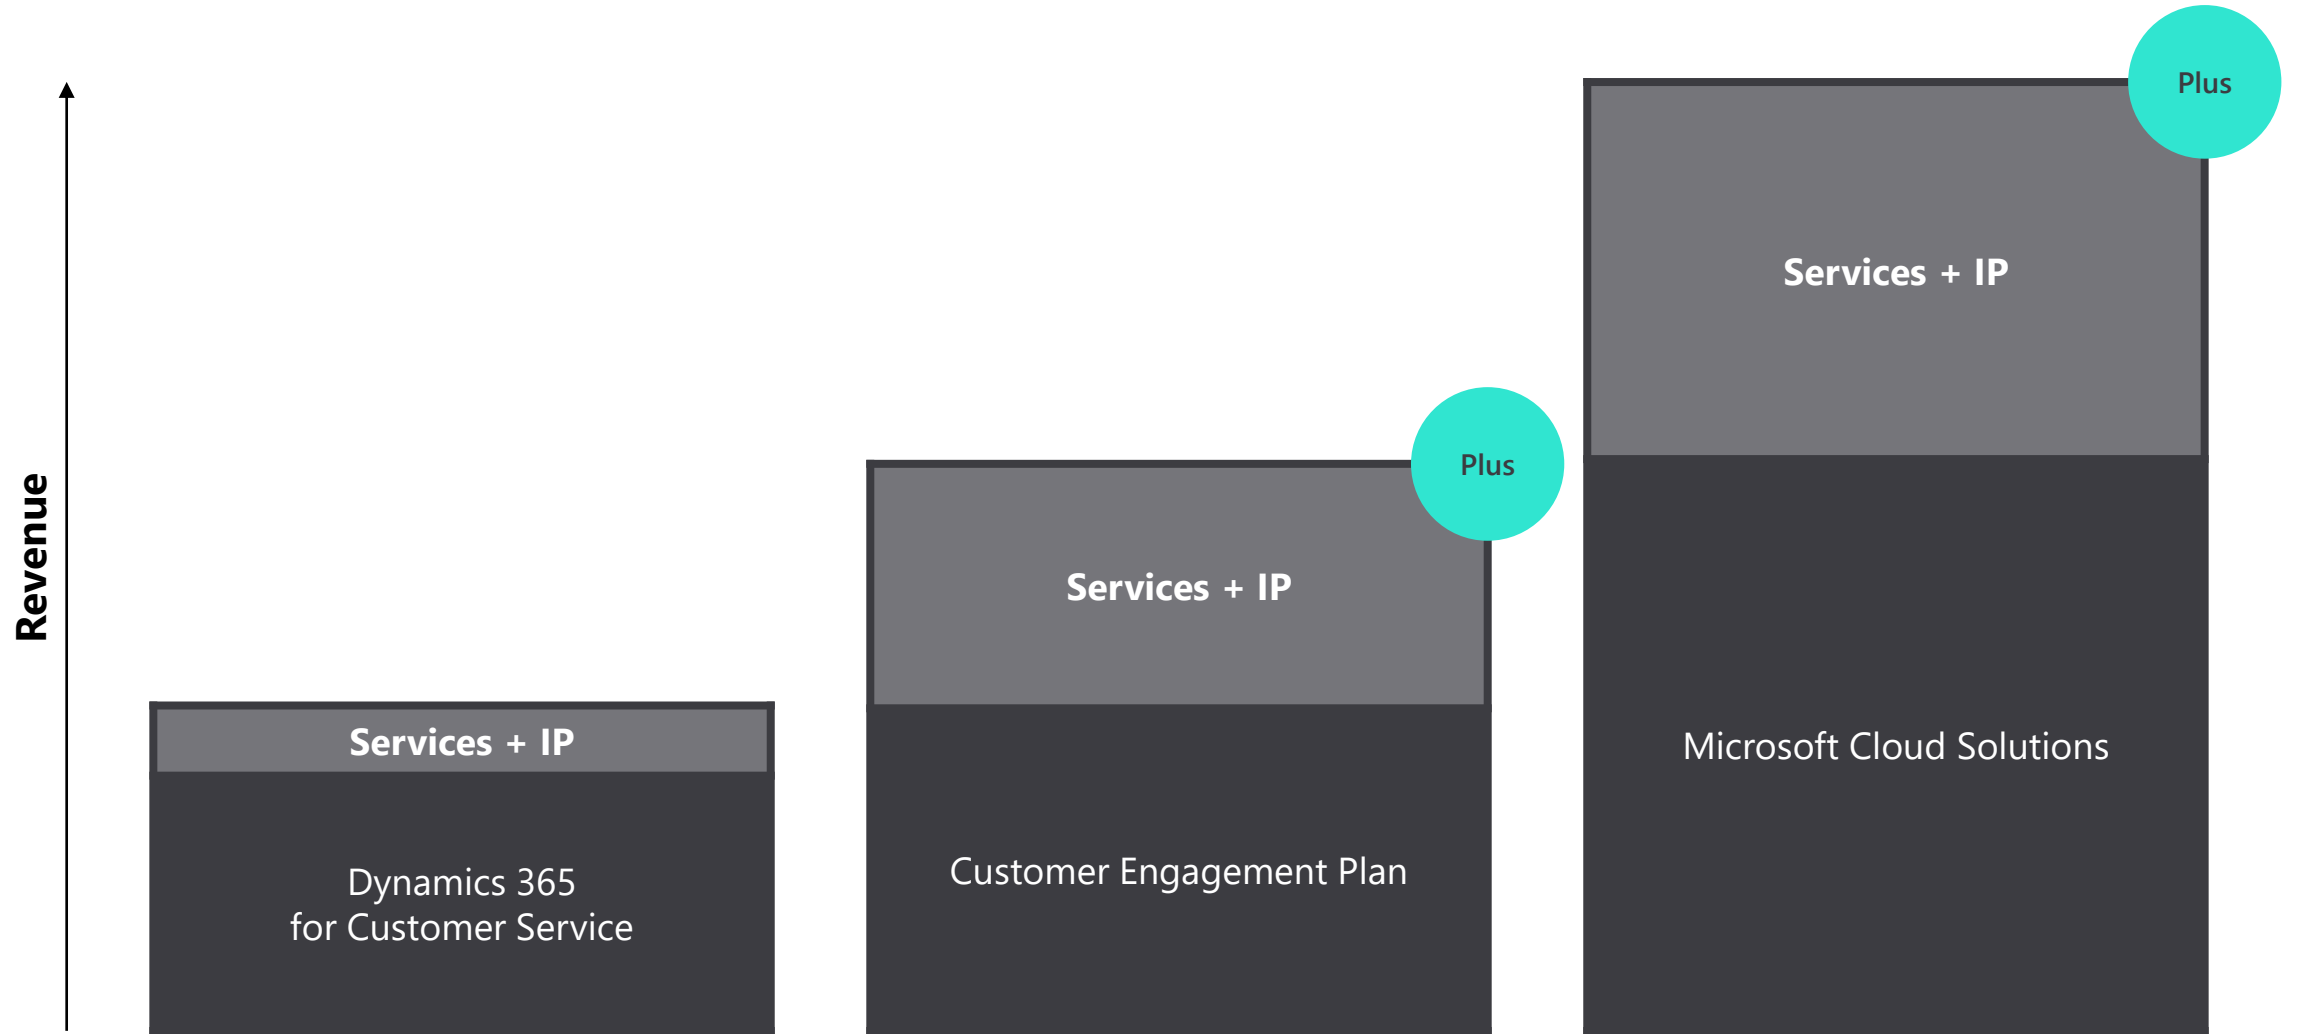 Revenue
Services + IP
Dynamics 365
for Customer Service
Plus
Services + IP
Customer Engagement Plan
Plus
Services + IP
Microsoft Cloud Solutions